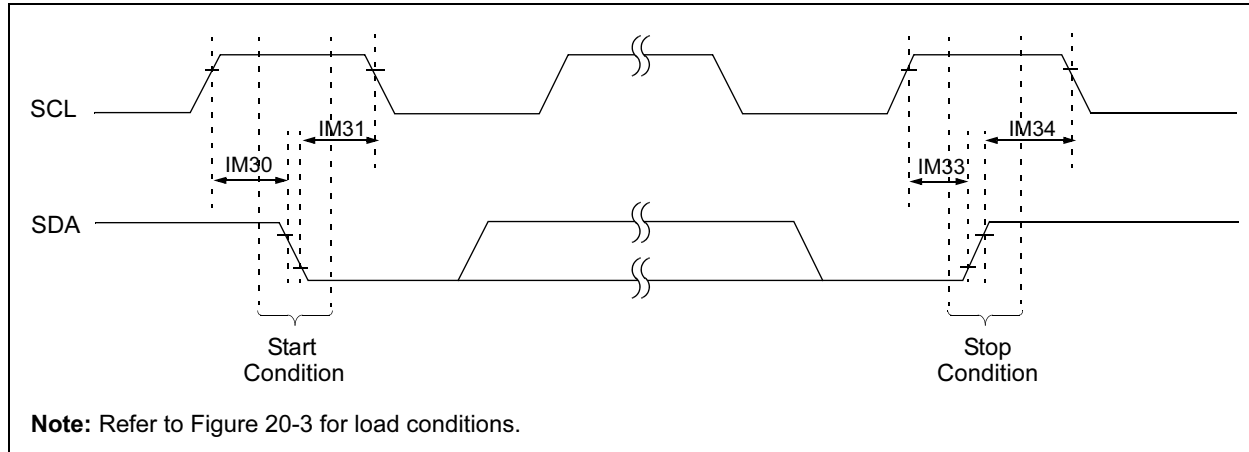 SCL
IM31
IM34
IM30
IM33
SDA
Start
Condition
Stop
Condition
Note: Refer to Figure 20-3 for load conditions.